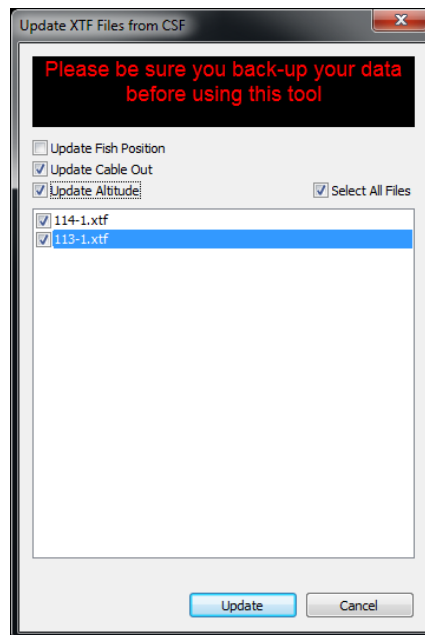 Update XTF Files from CSF
Please be sure you back-up your data
before using this tool
Update Fish Position
Update Cable Out
Update Altitude
Select All Files
114-1.xtf
113-1.xtf
Update
Cancel